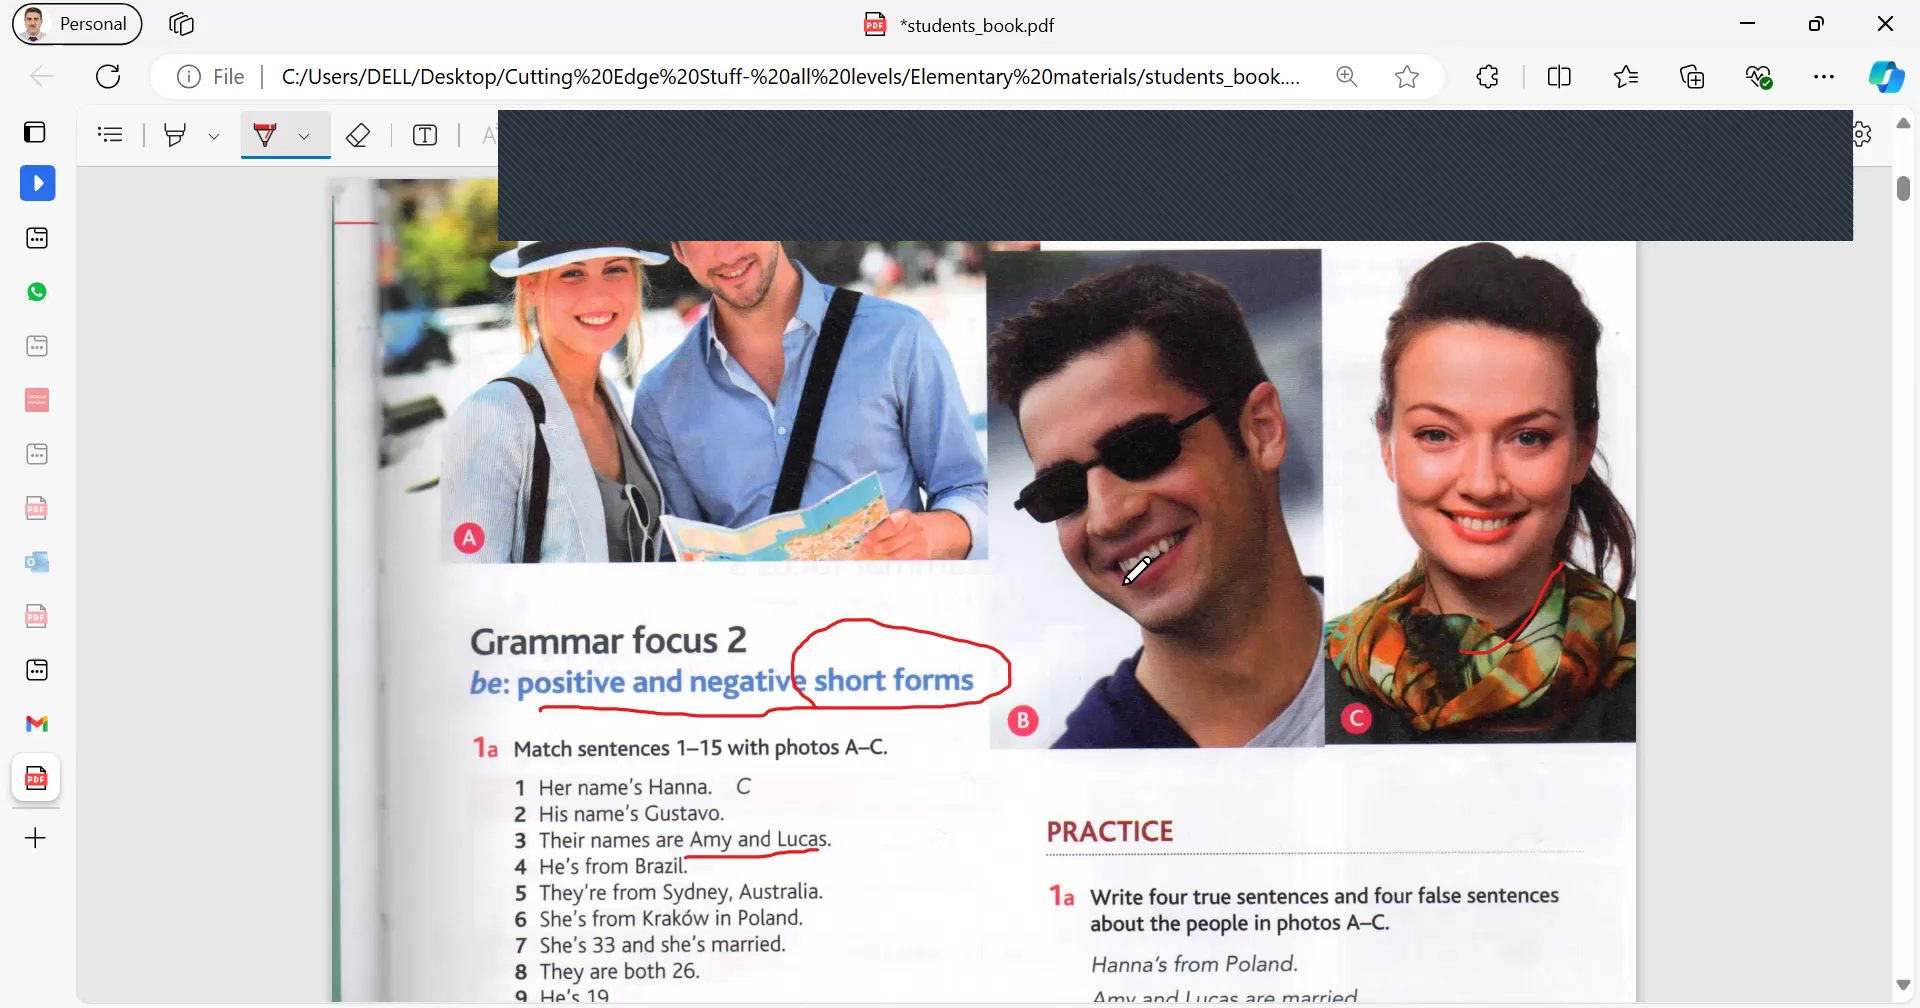 Personal
PDF
*students_book.pdf
File
C:/Users/DELL/Desktop/Cutting%20Edge%20Stuff-%20all%20levels/Elementary%20materials/students_book....
A
B
C
Grammar focus 2
be: positive and negative short forms
1a Match sentences 1–15 with photos A–C.
1 Her name's Hanna. C
2 His name's Gustavo.
3 Their names are Amy and Lucas.
4 He's from Brazil.
5 They're from Sydney, Australia.
6 She's from Kraków in Poland.
7 She's 33 and she's married.
8 They are both 26.
9 He's 19
PRACTICE
1a Write four true sentences and four false sentences
about the people in photos A–C.
Hanna's from Poland.
Amy and Lucas are married